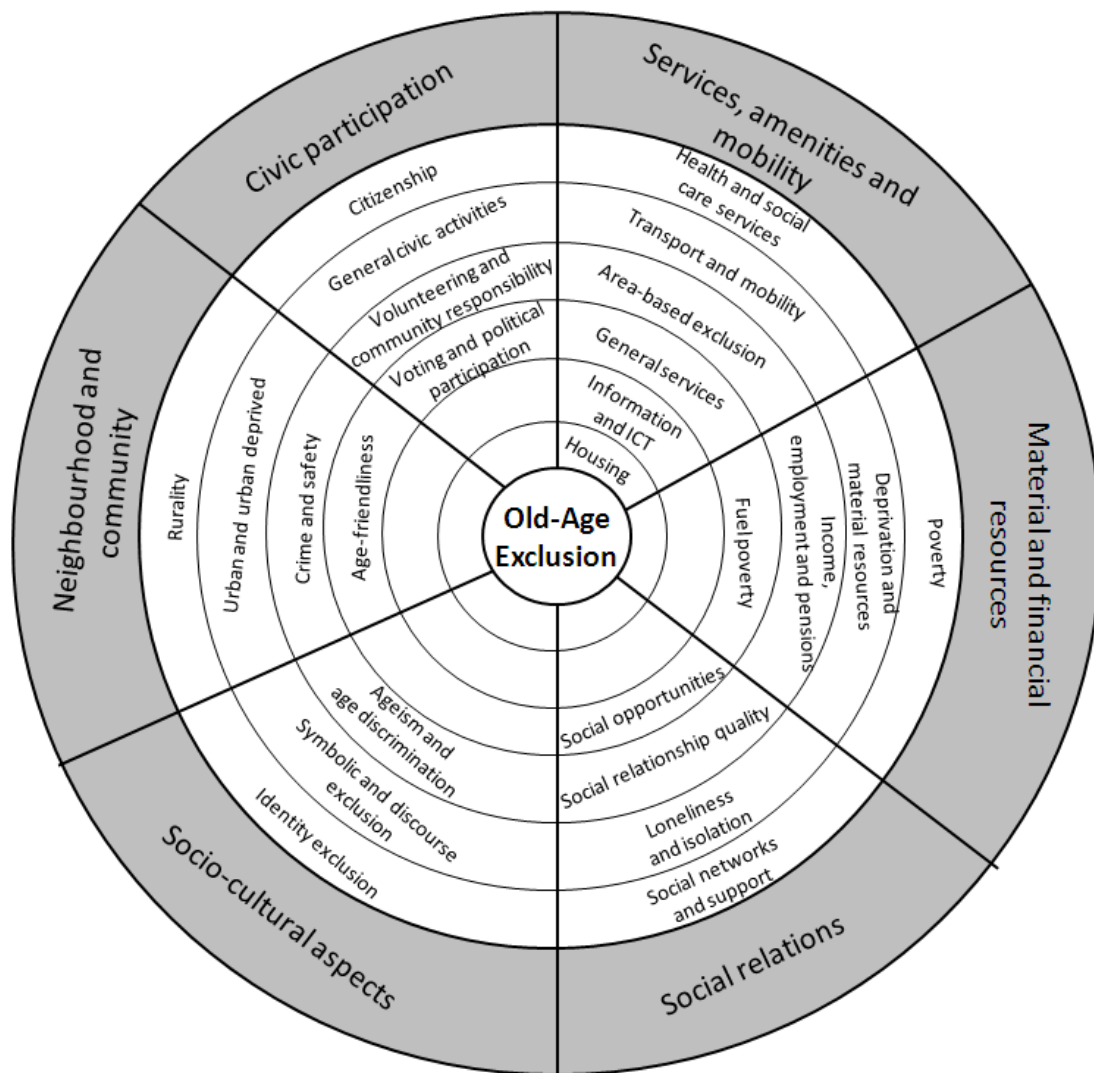 Civic participation
Citizenship
General civic activities
Volunteering and
community responsibility
Voting and political
participation
Services, amenities and
mobility
Health and social
care services
Transport and mobility
Area-based exclusion
General services
Information
and ICT
Housing
Material and financial
resources
Poverty
Deprivation and
material resources
Income,
employment and pensions
Fuel poverty
Social relations
Social networks
and support
Loneliness
and isolation
Social relationship quality
Social opportunities
Socio-cultural aspects
Identity exclusion
Symbolic and discourse
exclusion
Ageism and
age discrimination
Neighbourhood and
community
Rurality
Urban and urban deprived
Crime and safety
Age-friendliness
Old-Age
Exclusion